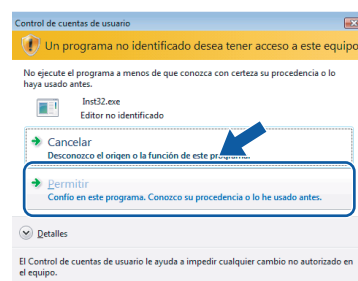 Control de cuentas de usuario
Un programa no identificado desea tener acceso a este equipo
No ejecute el programa a menos de que conozca con certeza su procedencia o lo
haya usado antes.
Inst32.exe
Editor no identificado
Cancelar
Desconozco el origen o la función de este programa.
Permitir
Confío en este programa. Conozco su procedencia o lo he usado antes.
Detalles
El Control de cuentas de usuario le ayuda a impedir cualquier cambio no autorizado en
el equipo.